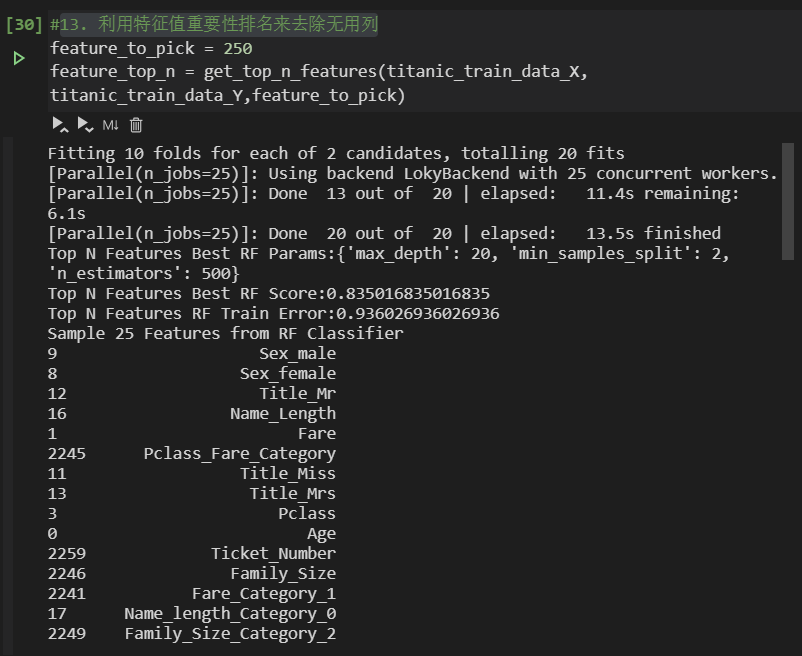 [30] #13. 利用特征值重要性排名来去除无用列
feature_to_pick = 250
feature_top_n = get_top_n_features(titanic_train_data_X,
titanic_train_data_Y,feature_to_pick)
M↓
Fitting 10 folds for each of 2 candidates, totalling 20 fits
[Parallel(n_jobs=25)]: Using backend LokyBackend with 25 concurrent workers.
[Parallel(n_jobs=25)]: Done  13 out of  20 | elapsed:   11.4s remaining:
6.1s
[Parallel(n_jobs=25)]: Done  20 out of  20 | elapsed:   13.5s finished
Top N Features Best RF Params:{'max_depth': 20, 'min_samples_split': 2,
'n_estimators': 500}
Top N Features Best RF Score:0.835016835016835
Top N Features RF Train Error:0.936026936026936
Sample 25 Features from RF Classifier
9                     Sex_male
8                   Sex_female
12                    Title_Mr
16                 Name_Length
1                         Fare
2245      Pclass_Fare_Category
11                  Title_Miss
13                   Title_Mrs
3                       Pclass
0                          Age
2259             Ticket_Number
2246               Family_Size
2241           Fare_Category_1
17      Name_length_Category_0
2249    Family_Size_Category_2